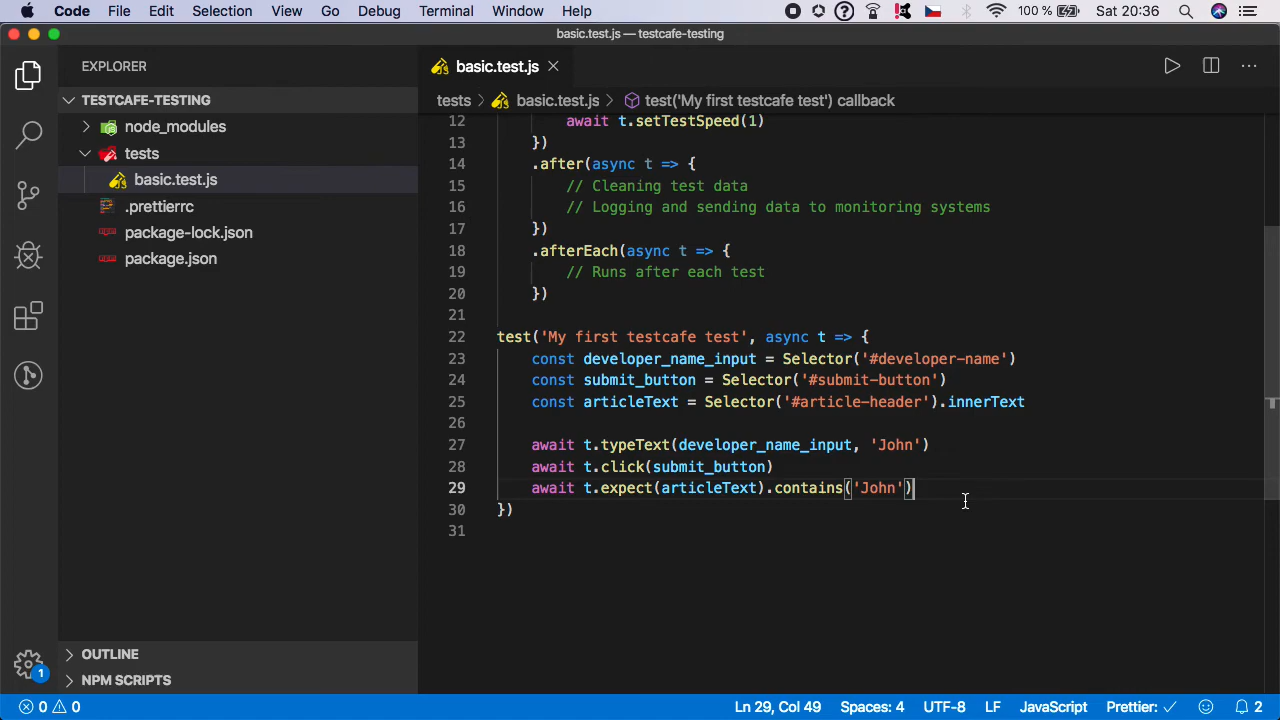 Code File Edit Selection View Go Debug Terminal Window Help 100 % Sat 20:36
basic.test.js — testcafe-testing
EXPLORER
TESTCAFE-TESTING
node_modules
tests
basic.test.js
.prettierrc
package-lock.json
package.json
OUTLINE
NPM SCRIPTS
1
basic.test.js
tests > basic.test.js > test('My first testcafe test') callback
12 await t.setTestSpeed(1)
13 })
14 .after(async t => {
15 // Cleaning test data
16 // Logging and sending data to monitoring systems
17 })
18 .afterEach(async t => {
19 // Runs after each test
20 })
21
22 test('My first testcafe test', async t => {
23 const developer_name_input = Selector('#developer-name')
24 const submit_button = Selector('#submit-button')
25 const articleText = Selector('#article-header').innerText
26
27 await t.typeText(developer_name_input, 'John')
28 await t.click(submit_button)
29 await t.expect(articleText).contains('John')
30 })
31
0 0 Ln 29, Col 49 Spaces: 4 UTF-8 LF JavaScript Prettier: ✓ 2